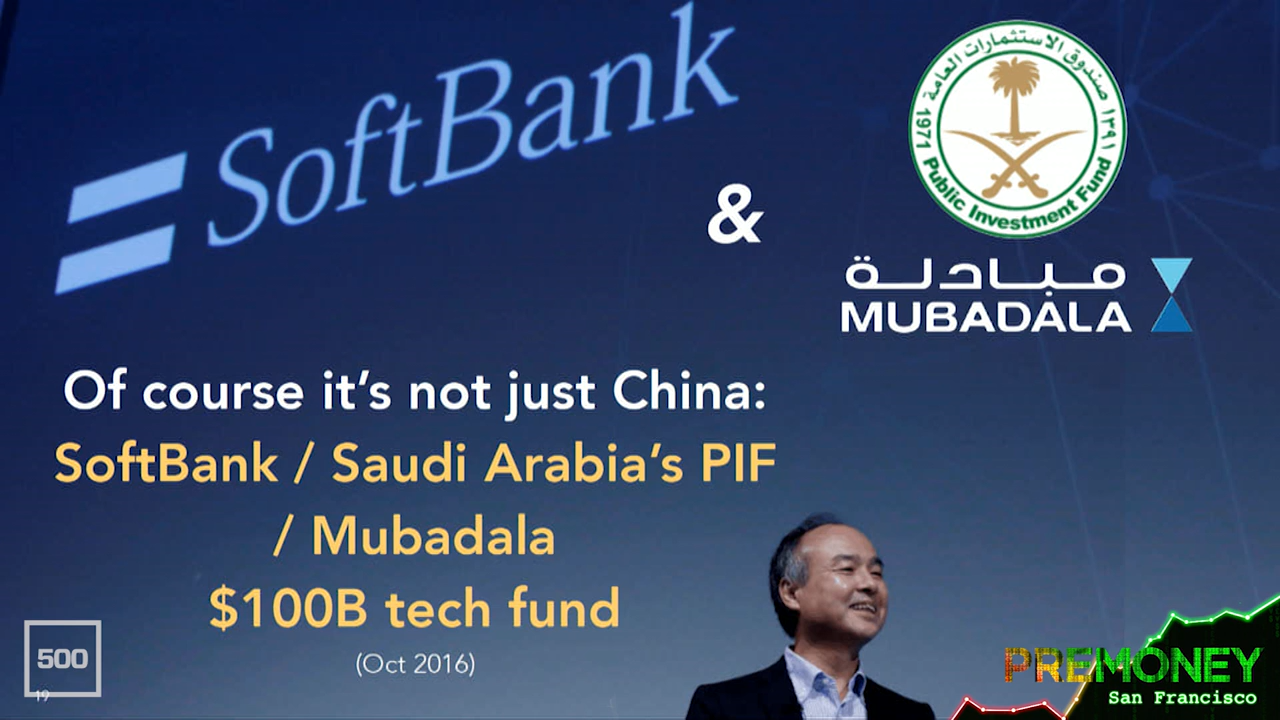 SoftBank
&
صندوق الاستثمارات العامة
١٣٩١
1971
Public Investment Fund
مبادلة
MUBADALA
Of course it's not just China:
SoftBank / Saudi Arabia's PIF
/ Mubadala
$100B tech fund
(Oct 2016)
500
19
PREMONEY
San Francisco